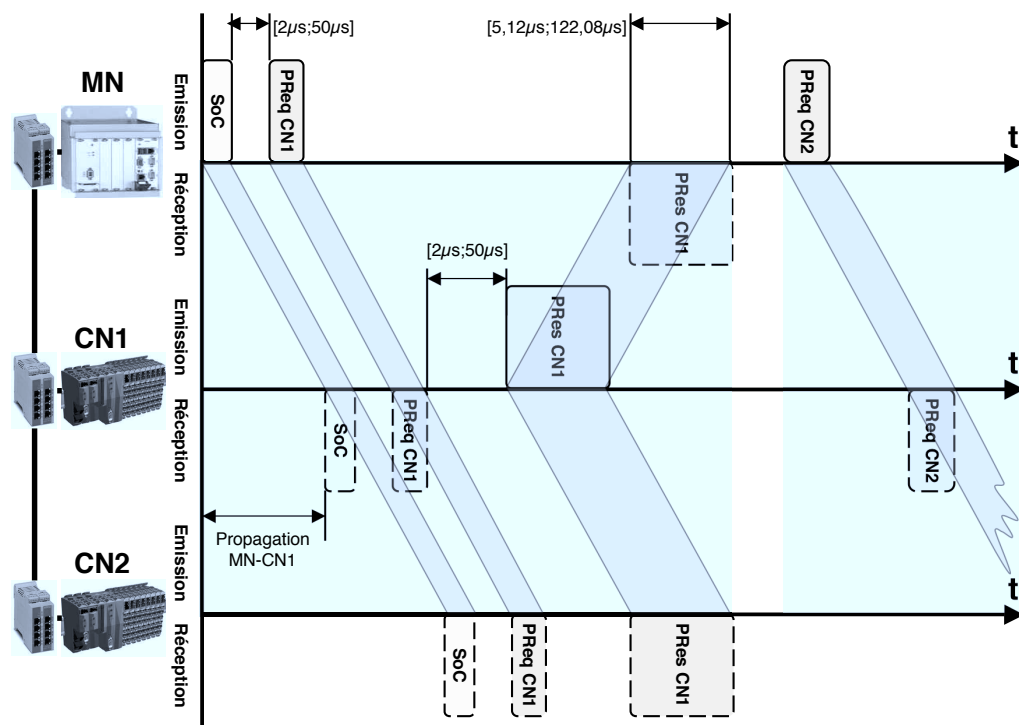 [2µs;50µs]
[5,12µs;122,08µs]
MN
Emission
SoC
PReq CN1
PReq CN2
t
Réception
PRes CN1
[2µs;50µs]
CN1
Emission
PRes CN1
t
Réception
SoC
PReq CN1
PReq CN2
Propagation
MN-CN1
CN2
Emission
t
Réception
SoC
PReq CN1
PRes CN1